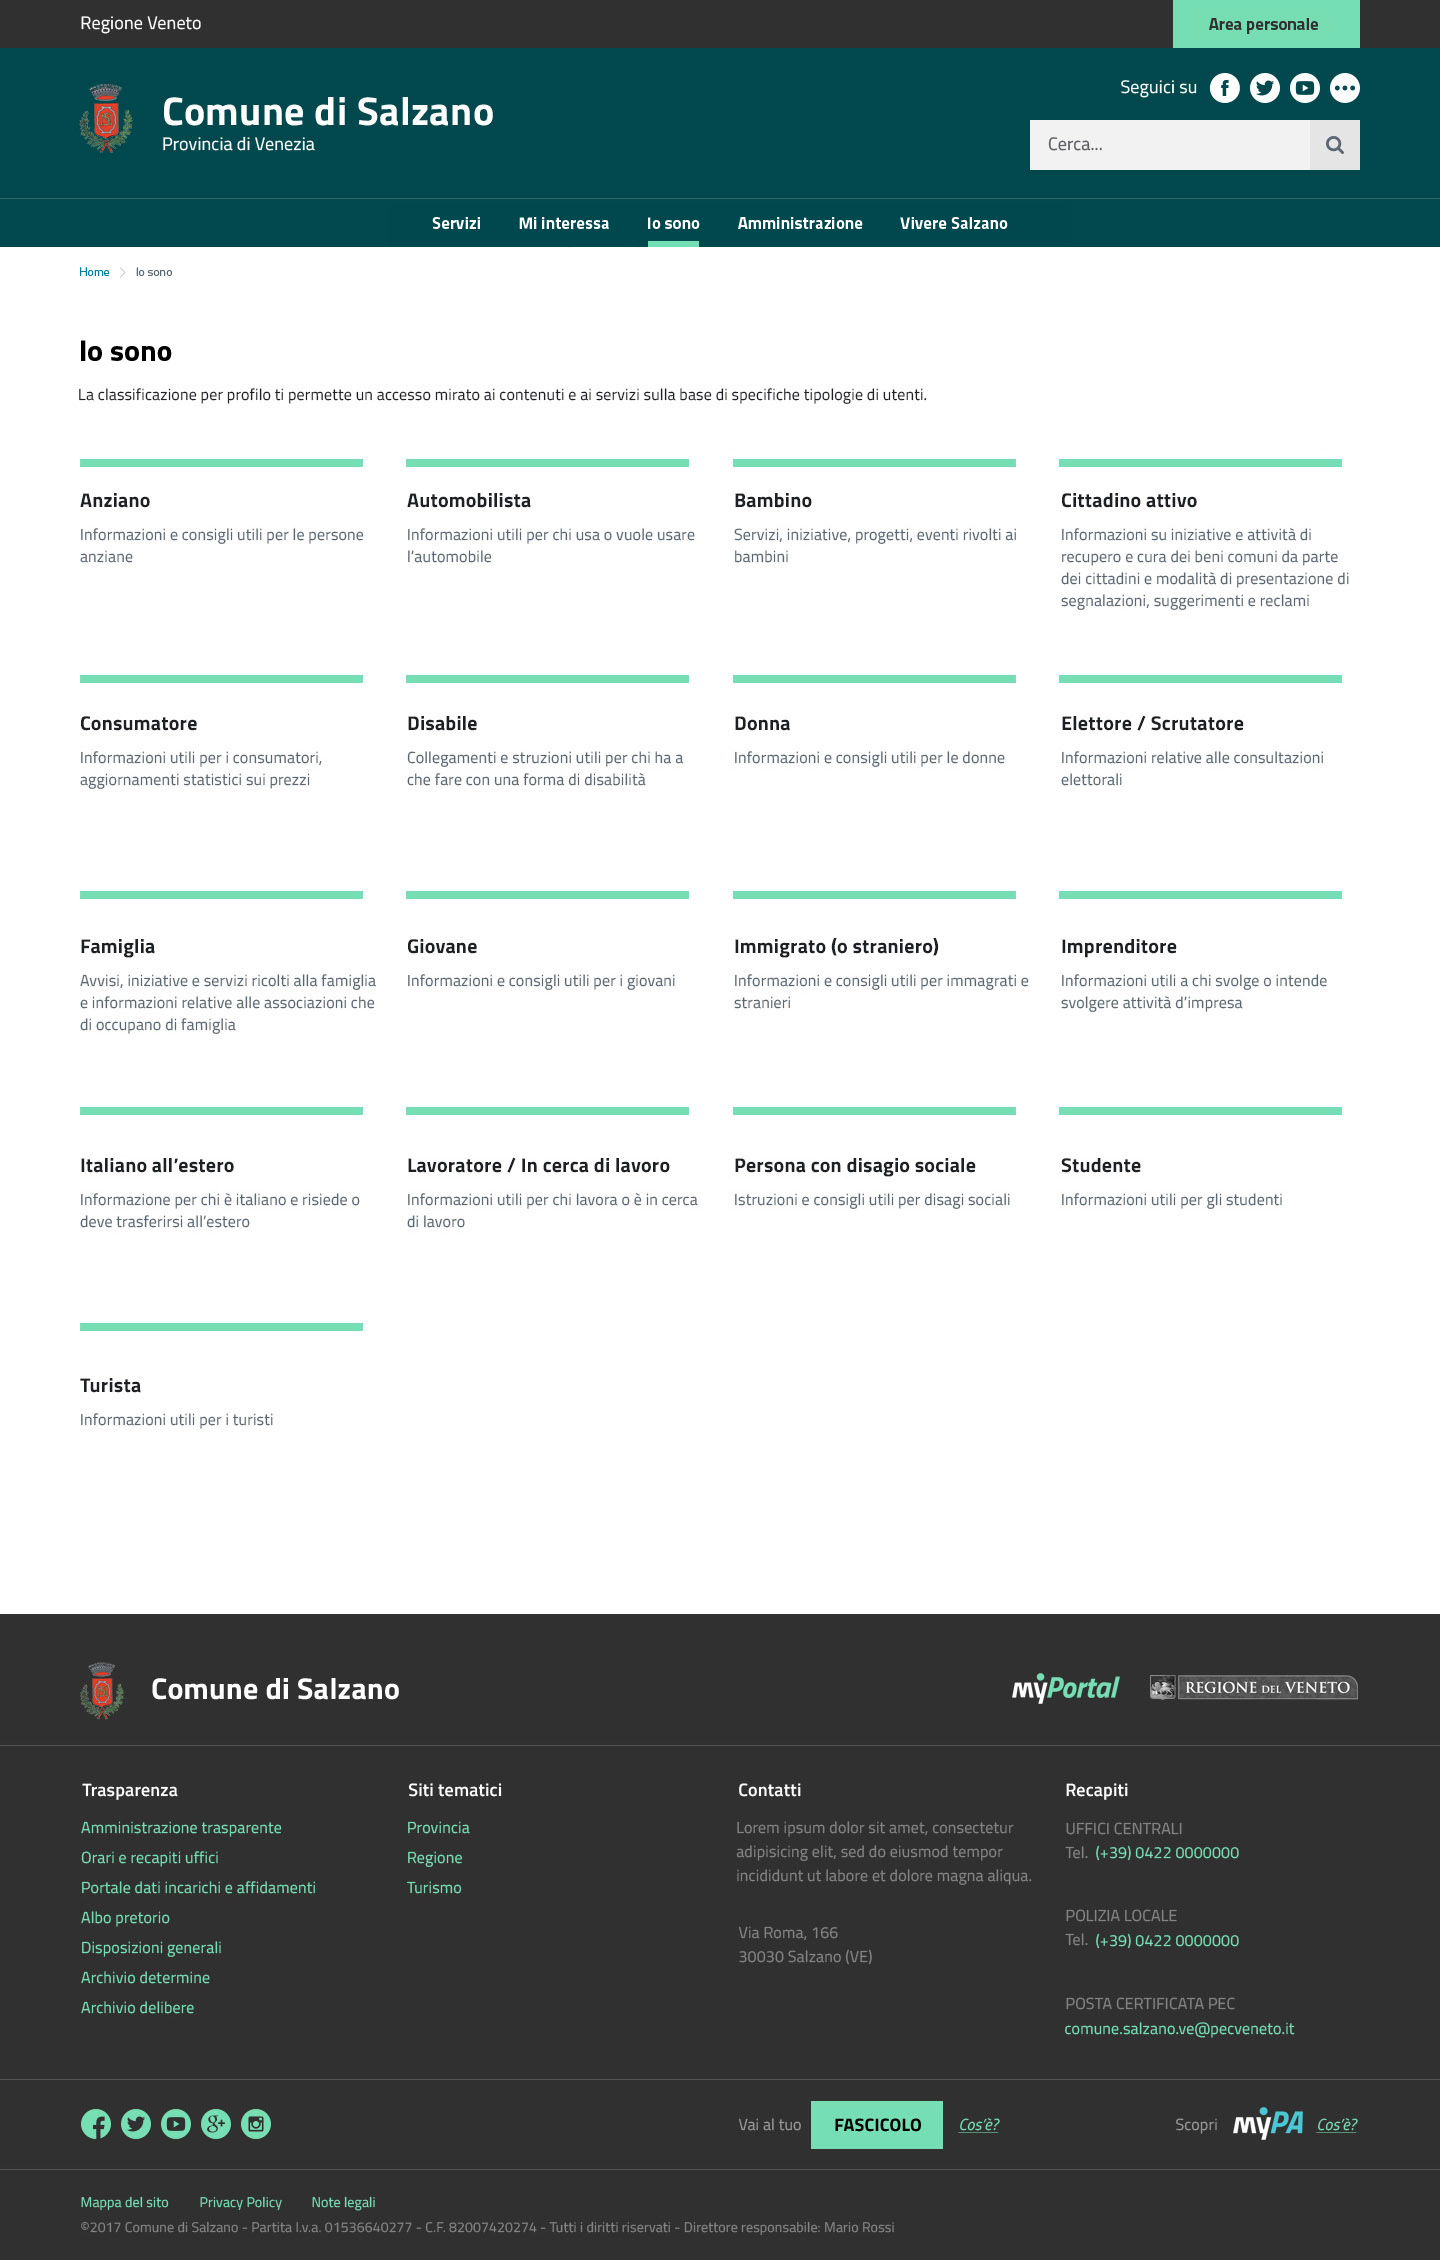 Regione Veneto
Area personale
Comune di Salzano
Provincia di Venezia
Seguici su
Cerca...
Servizi
Mi interessa
Io sono
Amministrazione
Vivere Salzano
Home
Io sono
Io sono
La classificazione per profilo ti permette un accesso mirato ai contenuti e ai servizi sulla base di specifiche tipologie di utenti.
Anziano
Informazioni e consigli utili per le persone
anziane
Automobilista
Informazioni utili per chi usa o vuole usare
l’automobile
Bambino
Servizi, iniziative, progetti, eventi rivolti ai
bambini
Cittadino attivo
Informazioni su iniziative e attività di
recupero e cura dei beni comuni da parte
dei cittadini e modalità di presentazione di
segnalazioni, suggerimenti e reclami
Consumatore
Informazioni utili per i consumatori,
aggiornamenti statistici sui prezzi
Disabile
Collegamenti e struzioni utili per chi ha a
che fare con una forma di disabilità
Donna
Informazioni e consigli utili per le donne
Elettore / Scrutatore
Informazioni relative alle consultazioni
elettorali
Famiglia
Avvisi, iniziative e servizi ricolti alla famiglia
e informazioni relative alle associazioni che
di occupano di famiglia
Giovane
Informazioni e consigli utili per i giovani
Immigrato (o straniero)
Informazioni e consigli utili per immagrati e
stranieri
Imprenditore
Informazioni utili a chi svolge o intende
svolgere attività d’impresa
Italiano all’estero
Informazione per chi è italiano e risiede o
deve trasferirsi all’estero
Lavoratore / In cerca di lavoro
Informazioni utili per chi lavora o è in cerca
di lavoro
Persona con disagio sociale
Istruzioni e consigli utili per disagi sociali
Studente
Informazioni utili per gli studenti
Turista
Informazioni utili per i turisti
Comune di Salzano
myPortal
REGIONE DEL VENETO
Trasparenza
Amministrazione trasparente
Orari e recapiti uffici
Portale dati incarichi e affidamenti
Albo pretorio
Disposizioni generali
Archivio determine
Archivio delibere
Siti tematici
Provincia
Regione
Turismo
Contatti
Lorem ipsum dolor sit amet, consectetur
adipisicing elit, sed do eiusmod tempor
incididunt ut labore et dolore magna aliqua.
Via Roma, 166
30030 Salzano (VE)
Recapiti
UFFICI CENTRALI
Tel. (+39) 0422 0000000
POLIZIA LOCALE
Tel. (+39) 0422 0000000
POSTA CERTIFICATA PEC
comune.salzano.ve@pecveneto.it
Vai al tuo
FASCICOLO
Cos’è?
Scopri
myPA
Cos’è?
Mappa del sito
Privacy Policy
Note legali
©2017 Comune di Salzano - Partita I.v.a. 01536640277 - C.F. 82007420274 - Tutti i diritti riservati - Direttore responsabile: Mario Rossi